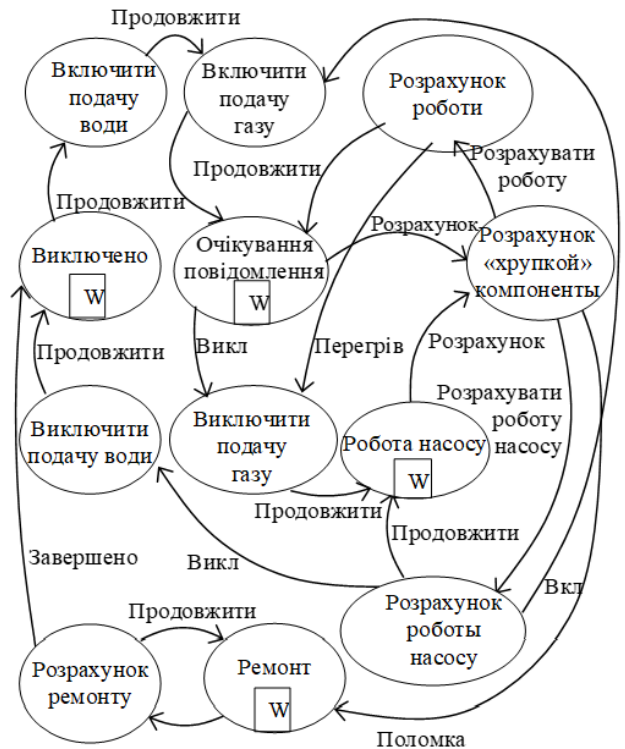 Продовжити
Включити
подачу
води
Включити
подачу
газу
Розрахунок
роботи
Продовжити
Розрахувати
роботу
Продовжити
Виключено
W
Очікування
повідомлення
W
Розрахунок
Розрахунок
«хрупкой»
компоненты
Продовжити
Викл
Перегрів
Розрахунок
Розрахувати
роботу
насосу
Виключити
подачу води
Виключити
подачу
газу
Робота насосу
W
Продовжити
Продовжити
Завершено
Викл
Вкл
Розрахунок
роботы
насосу
Продовжити
Розрахунок
ремонту
Ремонт
W
Поломка